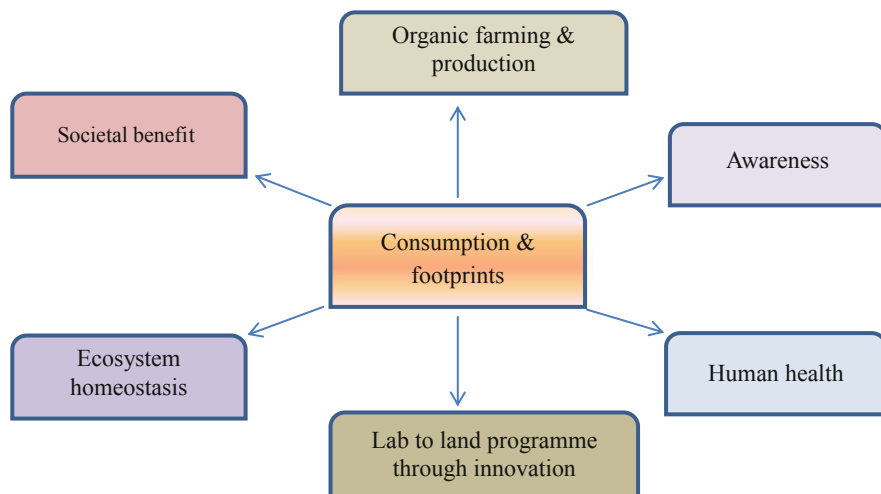 Organic farming &
production
Societal benefit
Awareness
Consumption &
footprints
Ecosystem
homeostasis
Human health
Lab to land programme
through innovation